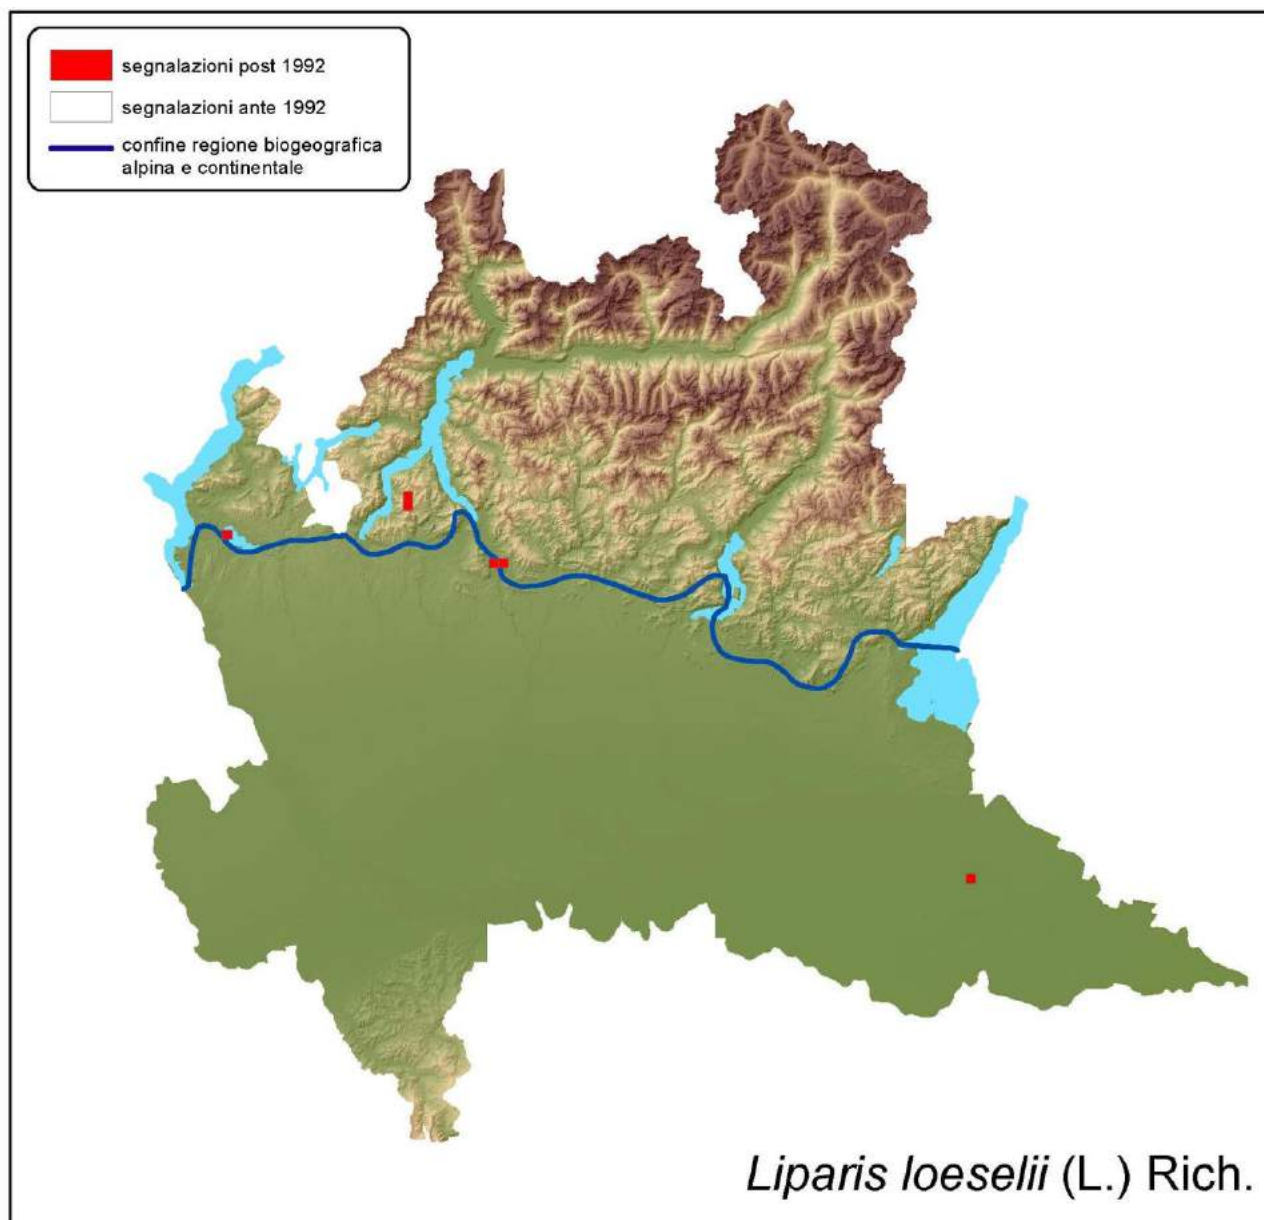 segnalazioni post 1992
segnalazioni ante 1992
confine regione biogeografica
alpina e continentale
Liparis loeselii (L.) Rich.